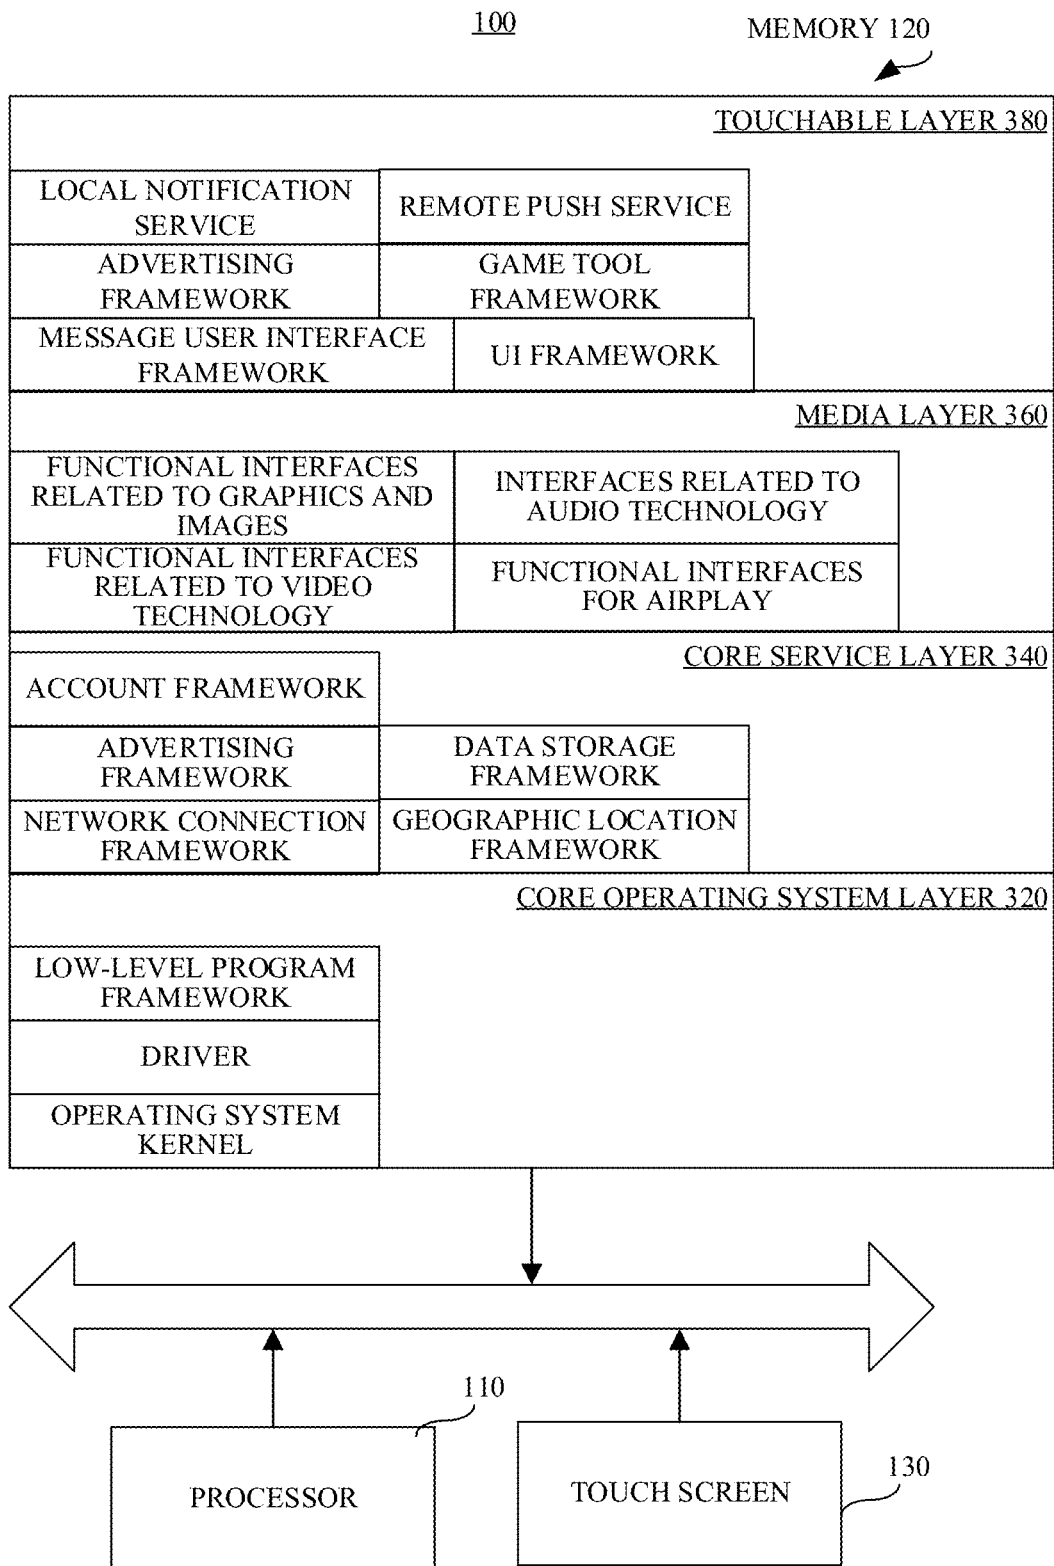 100
MEMORY 120
TOUCHABLE LAYER 380
LOCAL NOTIFICATION
SERVICE
REMOTE PUSH SERVICE
ADVERTISING
FRAMEWORK
GAME TOOL
FRAMEWORK
MESSAGE USER INTERFACE
FRAMEWORK
UI FRAMEWORK
MEDIA LAYER 360
FUNCTIONAL INTERFACES
RELATED TO GRAPHICS AND
IMAGES
INTERFACES RELATED TO
AUDIO TECHNOLOGY
FUNCTIONAL INTERFACES
RELATED TO VIDEO
TECHNOLOGY
FUNCTIONAL INTERFACES
FOR AIRPLAY
CORE SERVICE LAYER 340
ACCOUNT FRAMEWORK
ADVERTISING
FRAMEWORK
DATA STORAGE
FRAMEWORK
NETWORK CONNECTION
FRAMEWORK
GEOGRAPHIC LOCATION
FRAMEWORK
CORE OPERATING SYSTEM LAYER 320
LOW-LEVEL PROGRAM
FRAMEWORK
DRIVER
OPERATING SYSTEM
KERNEL
110
PROCESSOR
TOUCH SCREEN
130